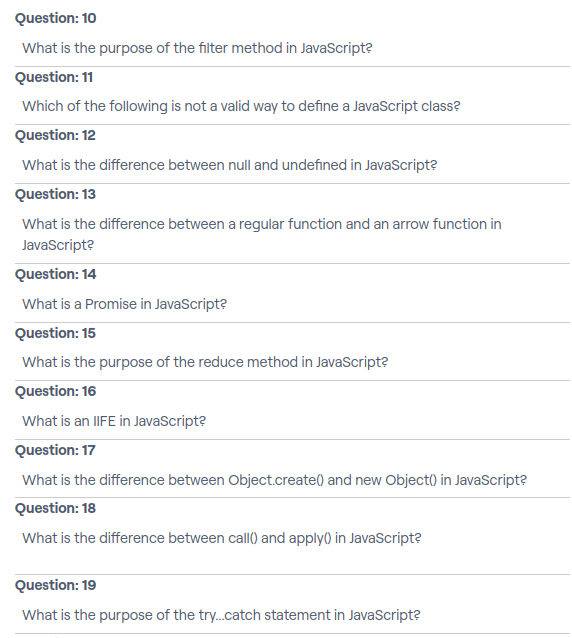 Question: 10
What is the purpose of the filter method in JavaScript?
Question: 11
Which of the following is not a valid way to define a JavaScript class?
Question: 12
What is the difference between null and undefined in JavaScript?
Question: 13
What is the difference between a regular function and an arrow function in
JavaScript?
Question: 14
What is a Promise in JavaScript?
Question: 15
What is the purpose of the reduce method in JavaScript?
Question: 16
What is an IIFE in JavaScript?
Question: 17
What is the difference between Object.create() and new Object() in JavaScript?
Question: 18
What is the difference between call() and apply() in JavaScript?
Question: 19
What is the purpose of the try...catch statement in JavaScript?